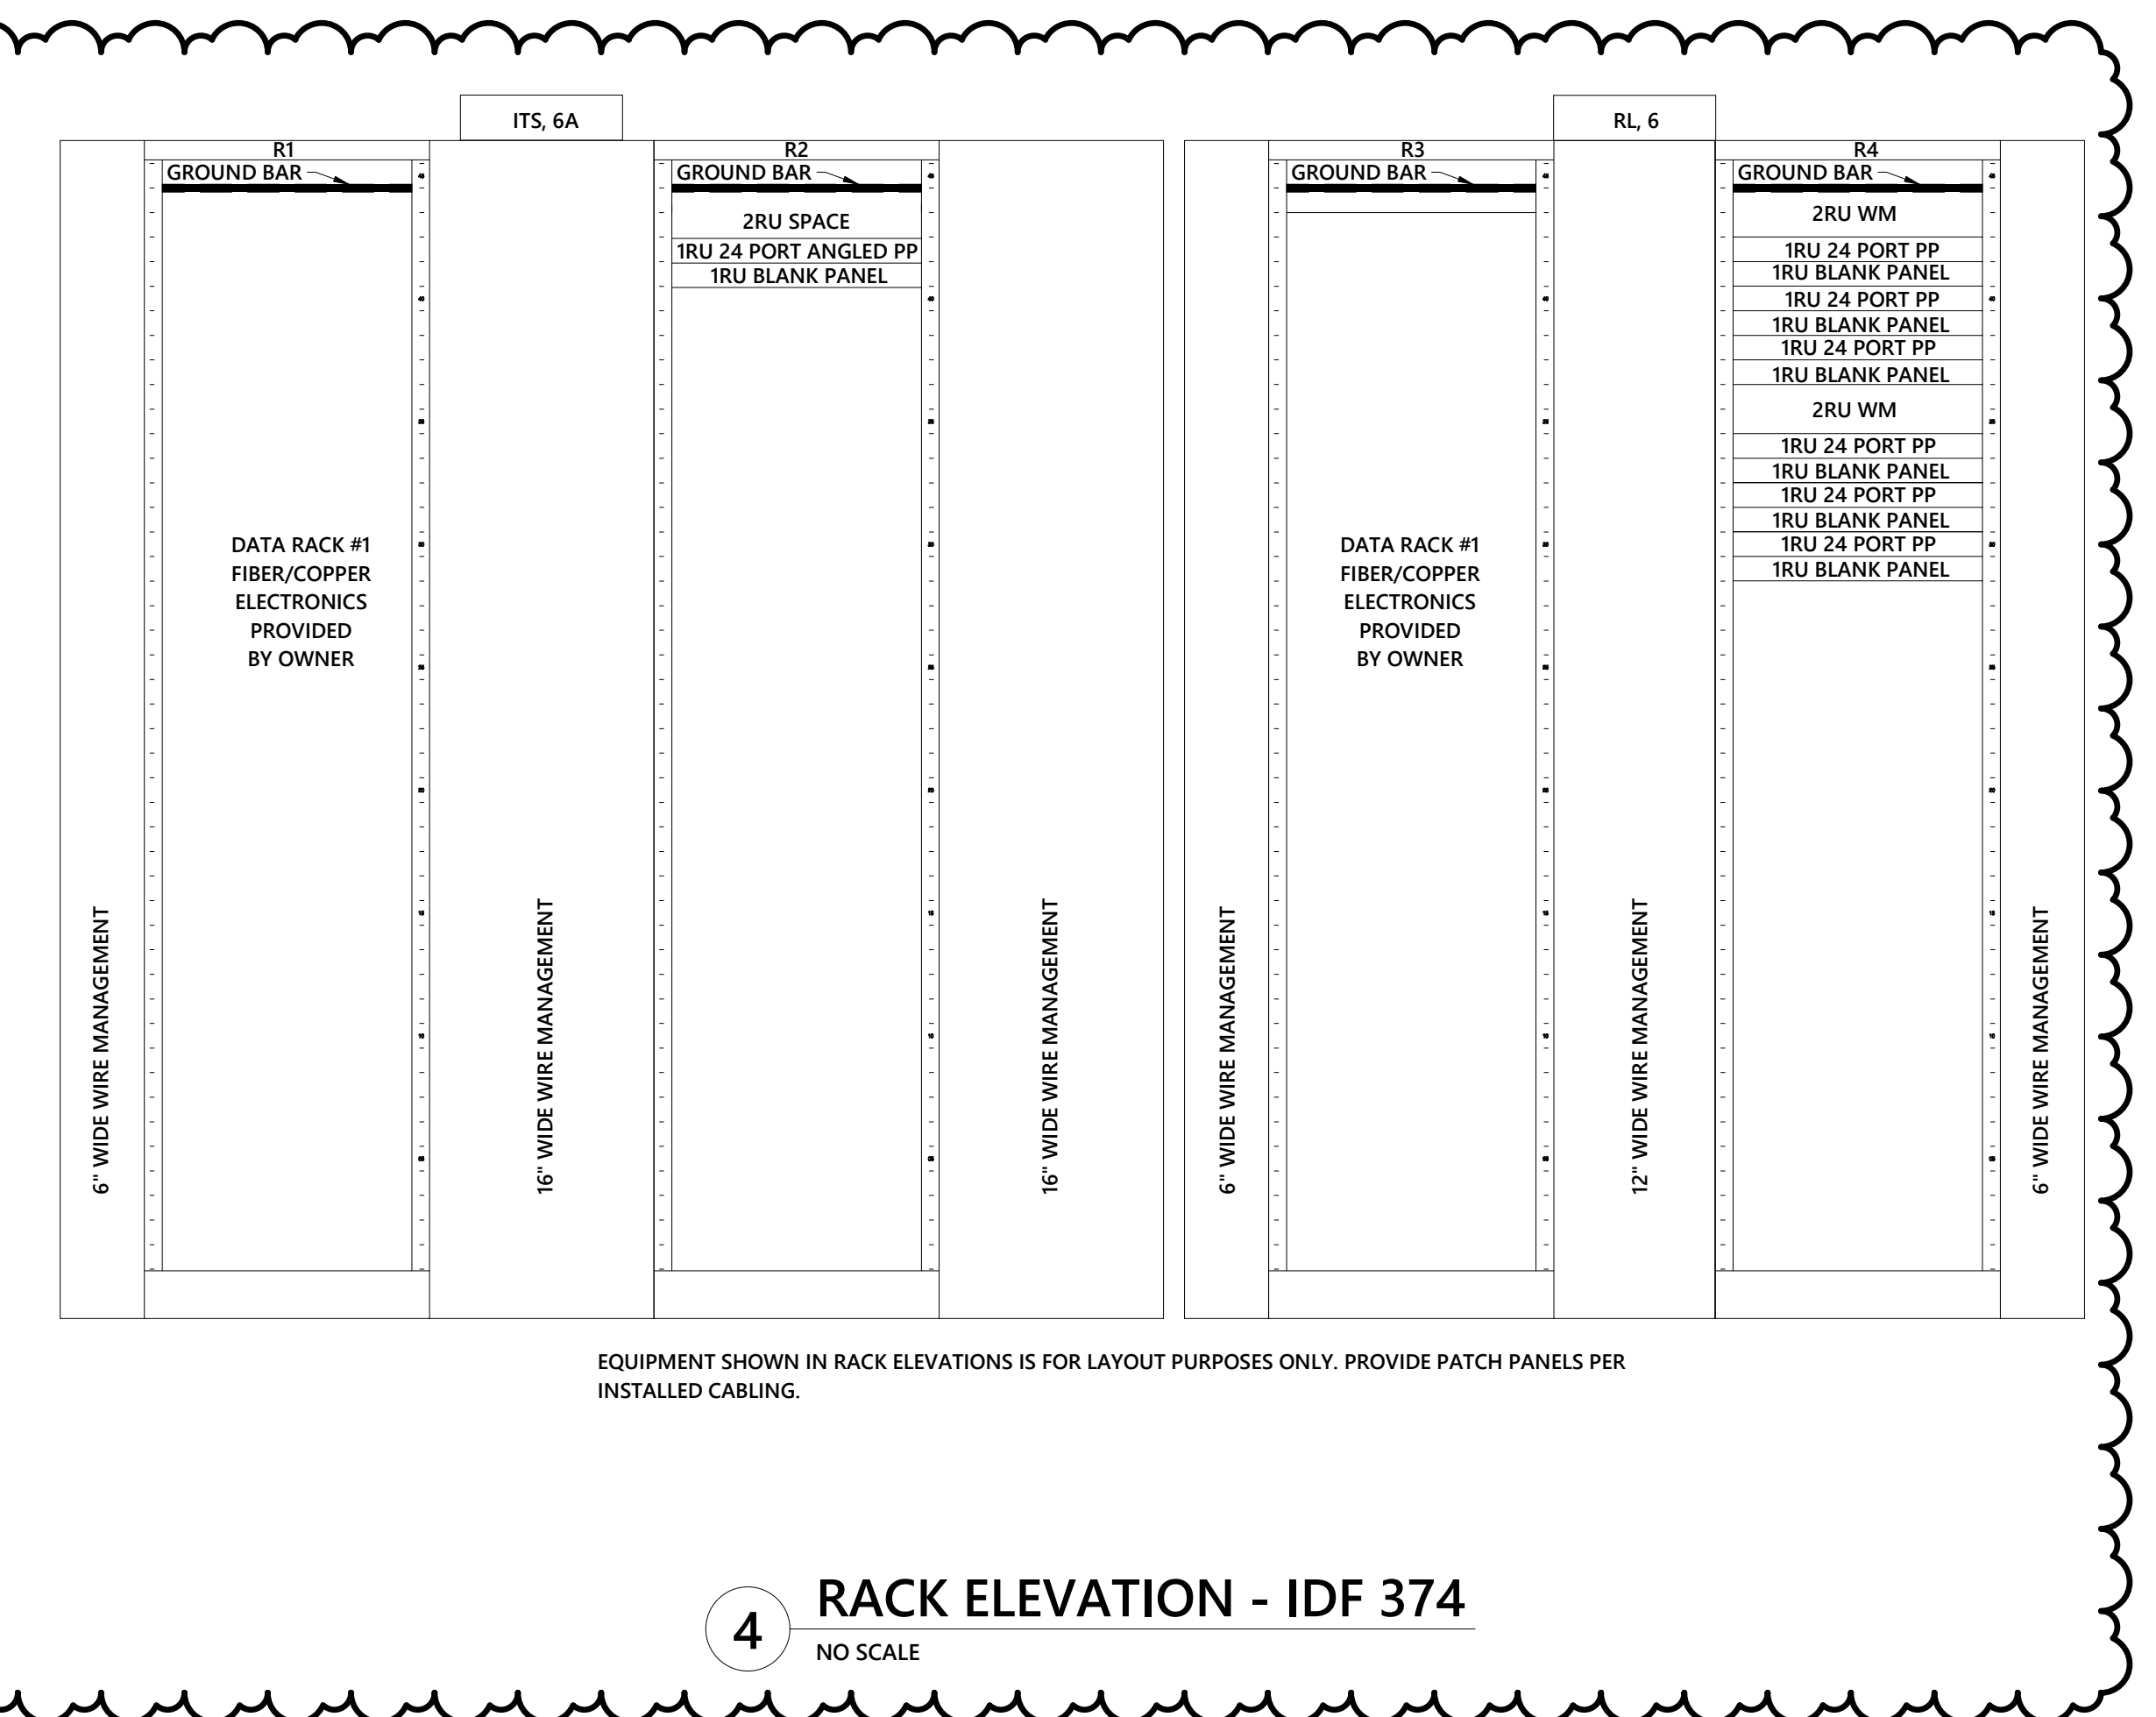 ITS, 6A
RL, 6
R1
R2
R3
R4
GROUND BAR
GROUND BAR
GROUND BAR
GROUND BAR
2RU SPACE
1RU 24 PORT ANGLED PP
1RU BLANK PANEL
2RU WM
1RU 24 PORT PP
1RU BLANK PANEL
1RU 24 PORT PP
1RU BLANK PANEL
1RU 24 PORT PP
1RU BLANK PANEL
2RU WM
1RU 24 PORT PP
1RU BLANK PANEL
1RU 24 PORT PP
1RU BLANK PANEL
1RU 24 PORT PP
1RU BLANK PANEL
DATA RACK #1
FIBER/COPPER
ELECTRONICS
PROVIDED
BY OWNER
DATA RACK #1
FIBER/COPPER
ELECTRONICS
PROVIDED
BY OWNER
6" WIDE WIRE MANAGEMENT
16" WIDE WIRE MANAGEMENT
16" WIDE WIRE MANAGEMENT
6" WIDE WIRE MANAGEMENT
12" WIDE WIRE MANAGEMENT
6" WIDE WIRE MANAGEMENT
EQUIPMENT SHOWN IN RACK ELEVATIONS IS FOR LAYOUT PURPOSES ONLY. PROVIDE PATCH PANELS PER
INSTALLED CABLING.
4
RACK ELEVATION - IDF 374
NO SCALE